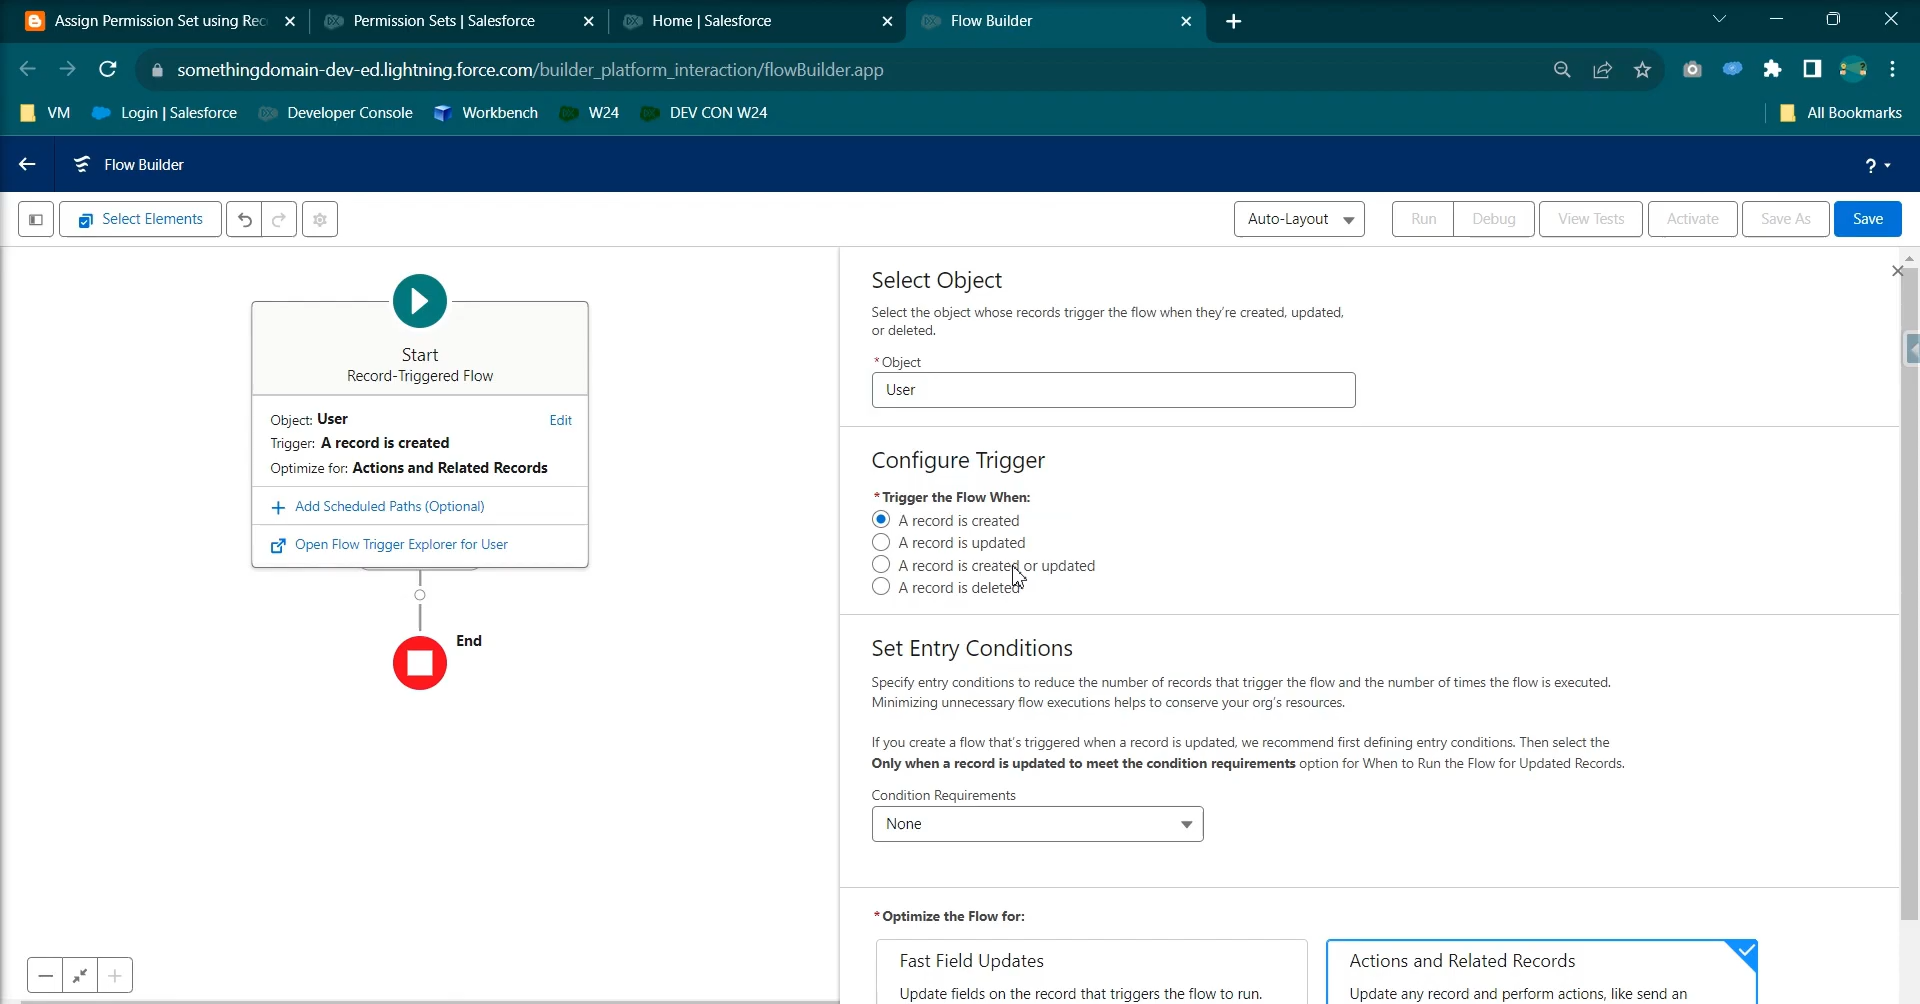 Assign Permission Set using Rec
Permission Sets | Salesforce
Home | Salesforce
Flow Builder
somethingdomain-dev-ed.lightning.force.com/builder_platform_interaction/flowBuilder.app
VM
Login | Salesforce
Developer Console
Workbench
W24
DEV CON W24
All Bookmarks
Flow Builder
?
Select Elements
Auto-Layout
Run
Debug
View Tests
Activate
Save As
Save
Start
Record-Triggered Flow
Object: User
Edit
Trigger: A record is created
Optimize for: Actions and Related Records
Add Scheduled Paths (Optional)
Open Flow Trigger Explorer for User
End
Select Object
Select the object whose records trigger the flow when they're created, updated,
or deleted.
* Object
User
Configure Trigger
* Trigger the Flow When:
A record is created
A record is updated
A record is created or updated
A record is deleted
Set Entry Conditions
Specify entry conditions to reduce the number of records that trigger the flow and the number of times the flow is executed.
Minimizing unnecessary flow executions helps to conserve your org's resources.
If you create a flow that's triggered when a record is updated, we recommend first defining entry conditions. Then select the
Only when a record is updated to meet the condition requirements option for When to Run the Flow for Updated Records.
Condition Requirements
None
* Optimize the Flow for:
Fast Field Updates
Update fields on the record that triggers the flow to run.
Actions and Related Records
Update any record and perform actions, like send an